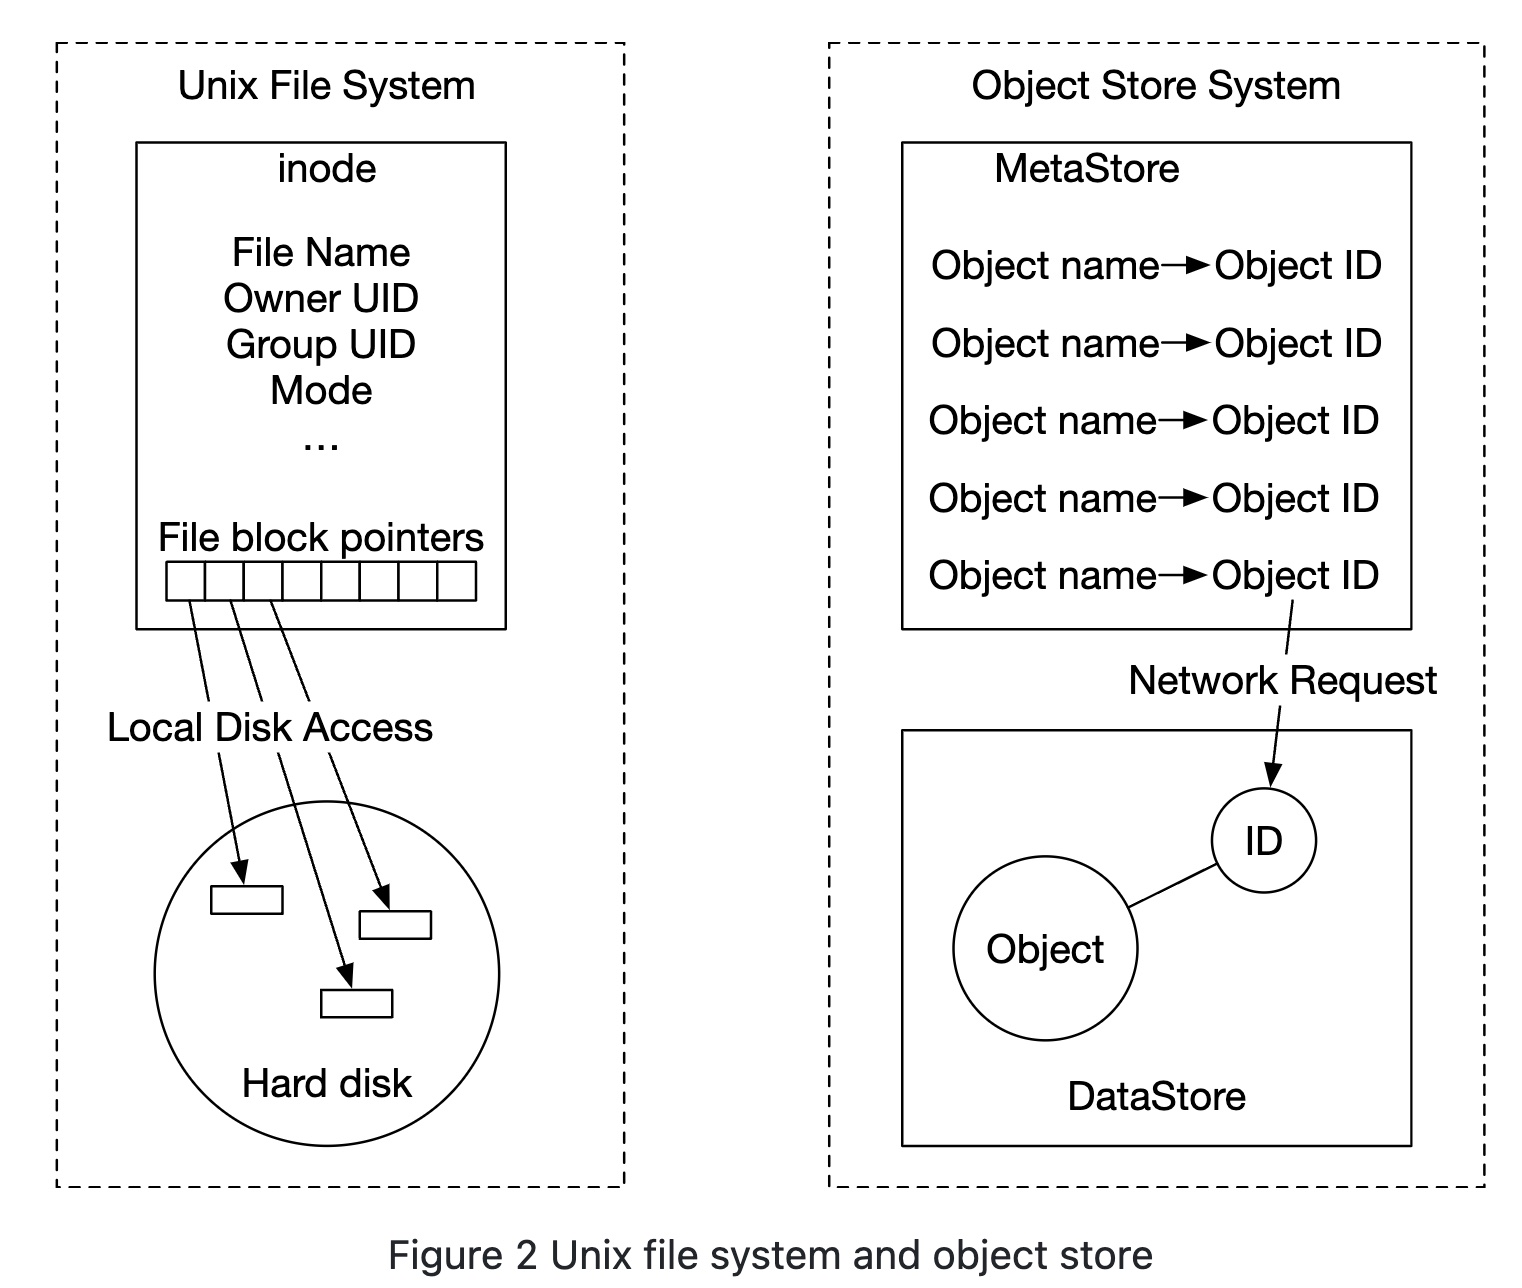 Unix File System
inode
File Name
Owner UID
Group UID
Mode
...
File block pointers
Local Disk Access
Hard disk
Object Store System
MetaStore
Object name Object ID
Object name Object ID
Object name Object ID
Object name Object ID
Object name Object ID
Network Request
ID
Object
DataStore
Figure 2 Unix file system and object store